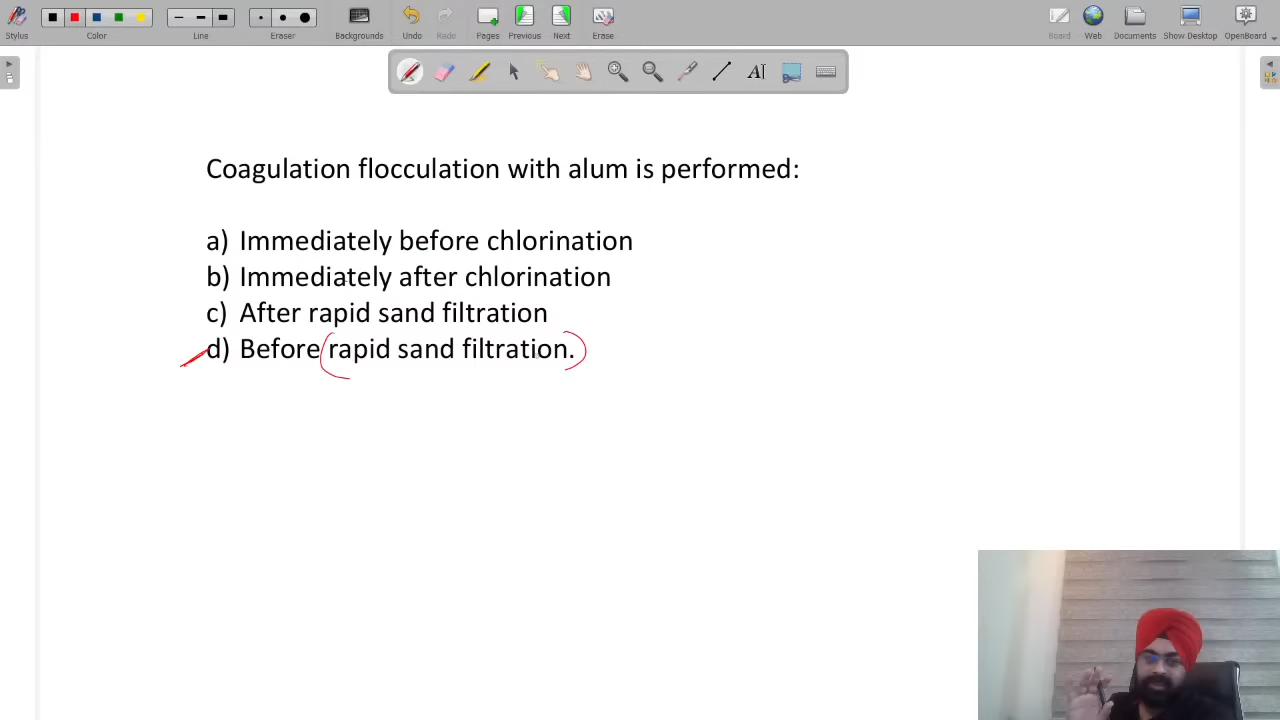 Stylus
Color
Line
Eraser
Backgrounds
Undo
Redo
Pages
Previous
Next
Erase
Board
Web
Documents
Show Desktop
OpenBoard
Coagulation flocculation with alum is performed:
a) Immediately before chlorination
b) Immediately after chlorination
c) After rapid sand filtration
d) Before rapid sand filtration.